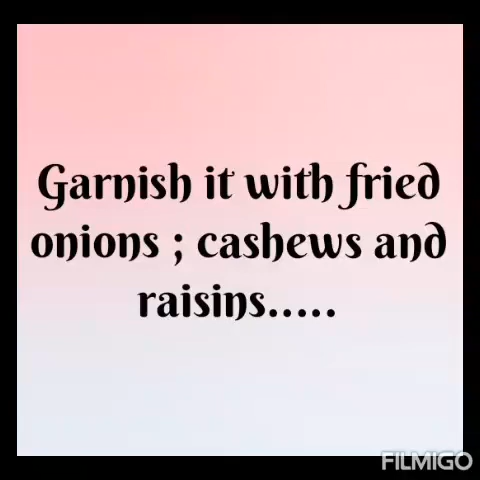 Garnish it with fried
onions ; cashews and
raisins.....
FILMIGO